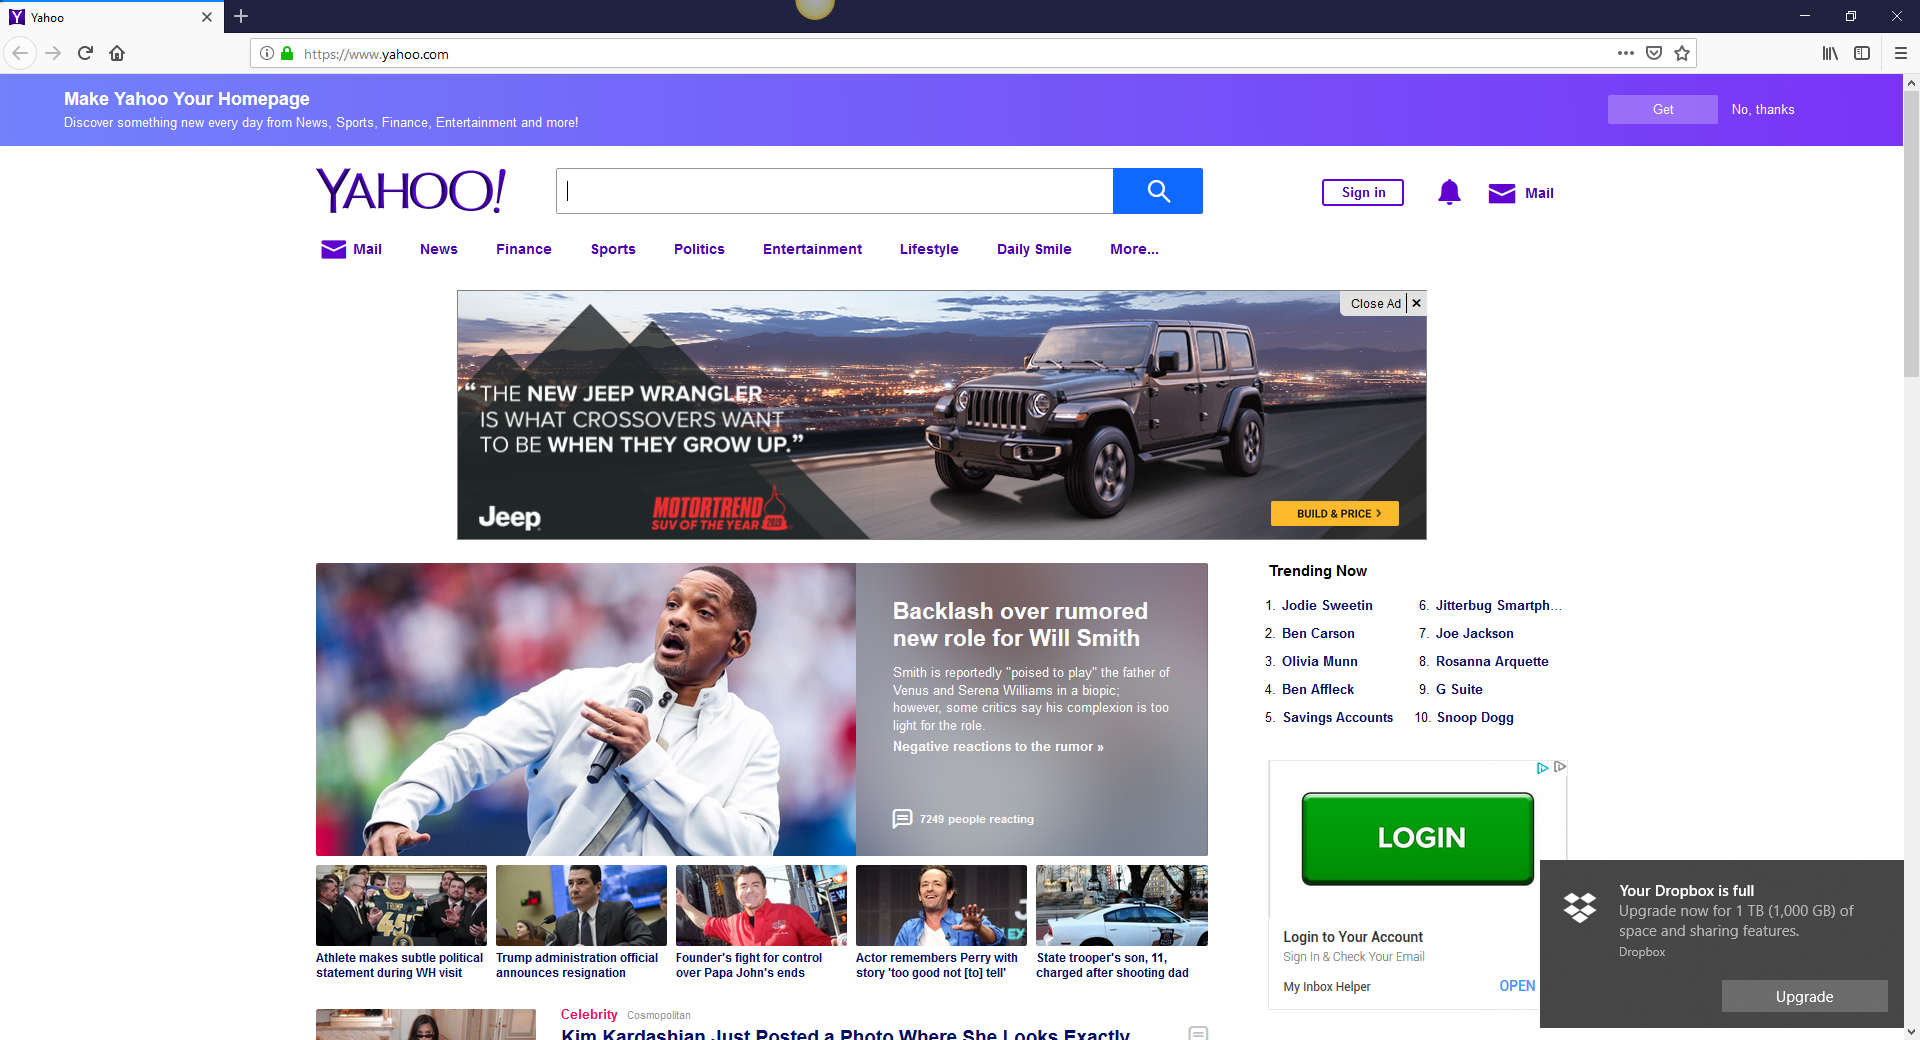 Yahoo
https://www.yahoo.com
Make Yahoo Your Homepage
Discover something new every day from News, Sports, Finance, Entertainment and more!
Get
No, thanks
YAHOO!
Sign in
Mail
Mail
News
Finance
Sports
Politics
Entertainment
Lifestyle
Daily Smile
More...
Close Ad
“THE NEW JEEP WRANGLER
IS WHAT CROSSOVERS WANT
TO BE WHEN THEY GROW UP.”
Jeep
MOTORTREND
SUV OF THE YEAR 2019
BUILD & PRICE
Backlash over rumored
new role for Will Smith
Smith is reportedly "poised to play" the father of
Venus and Serena Williams in a biopic;
however, some critics say his complexion is too
light for the role.
Negative reactions to the rumor »
7249 people reacting
TRUMP
45
Athlete makes subtle political
statement during WH visit
Trump administration official
announces resignation
Founder's fight for control
over Papa John's ends
Actor remembers Perry with
story 'too good not [to] tell'
State trooper's son, 11,
charged after shooting dad
Celebrity Cosmopolitan
Kim Kardashian Just Posted a Photo Where She Looks Exactly
Trending Now
1. Jodie Sweetin
2. Ben Carson
3. Olivia Munn
4. Ben Affleck
5. Savings Accounts
6. Jitterbug Smartph...
7. Joe Jackson
8. Rosanna Arquette
9. G Suite
10. Snoop Dogg
LOGIN
Login to Your Account
Sign In & Check Your Email
My Inbox Helper
OPEN
Your Dropbox is full
Upgrade now for 1 TB (1,000 GB) of
space and sharing features.
Dropbox
Upgrade